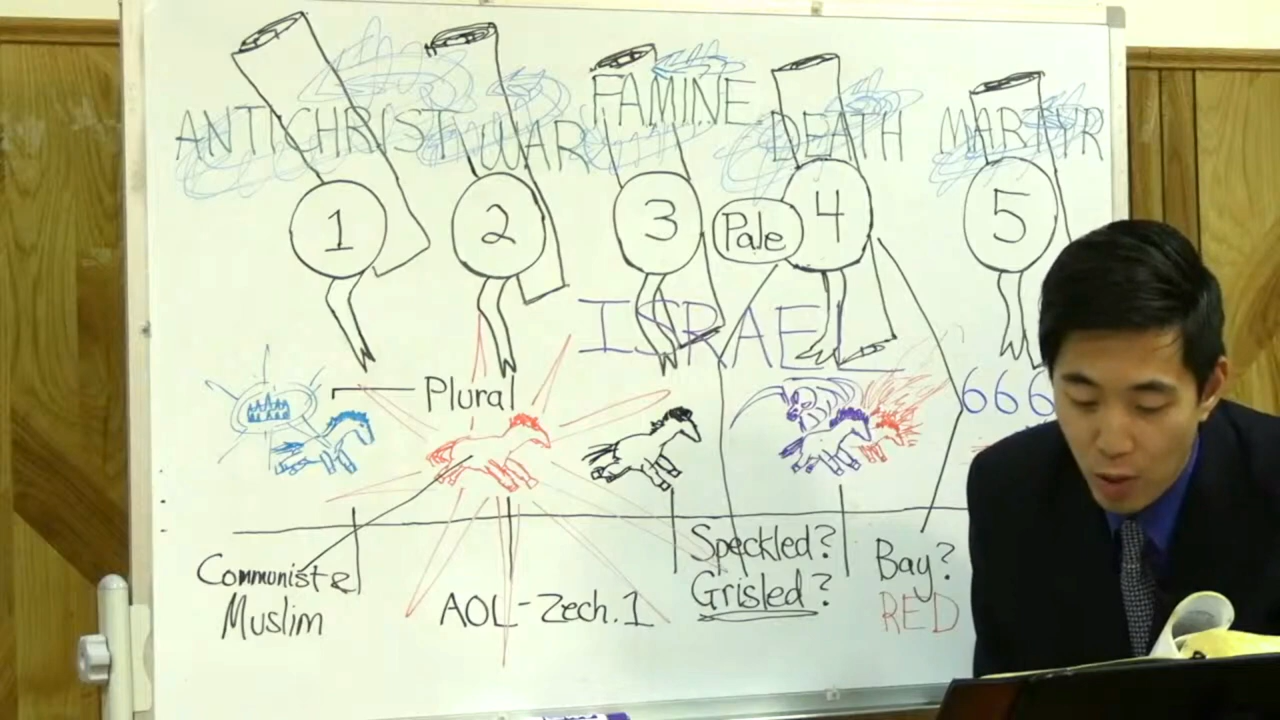 ANTICHRIST
WAR
FAMINE
DEATH
MARTYR
1
2
3
Pale
4
5
ISRAEL
Plural
666
Communist &
Muslim
AOL-Zech. 1
Speckled?
Grisled?
Bay?
RED